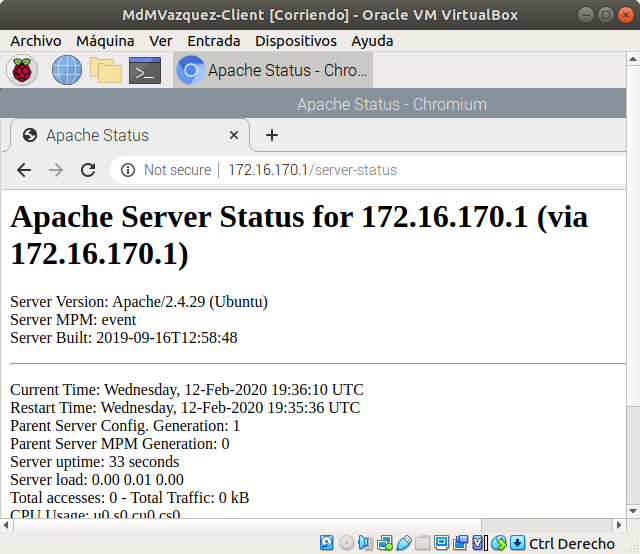 MdMVazquez-Client [Corriendo] - Oracle VM VirtualBox
Archivo Máquina Ver Entrada Dispositivos Ayuda
Apache Status - Chro...
Apache Status - Chromium
Apache Status
Not secure 172.16.170.1/server-status
Apache Server Status for 172.16.170.1 (via
172.16.170.1)
Server Version: Apache/2.4.29 (Ubuntu)
Server MPM: event
Server Built: 2019-09-16T12:58:48
Current Time: Wednesday, 12-Feb-2020 19:36:10 UTC
Restart Time: Wednesday, 12-Feb-2020 19:35:36 UTC
Parent Server Config. Generation: 1
Parent Server MPM Generation: 0
Server uptime: 33 seconds
Server load: 0.00 0.01 0.00
Total accesses: 0 - Total Traffic: 0 kB
CPU Usage: u0 s0 cu0 cs0
Ctrl Derecho